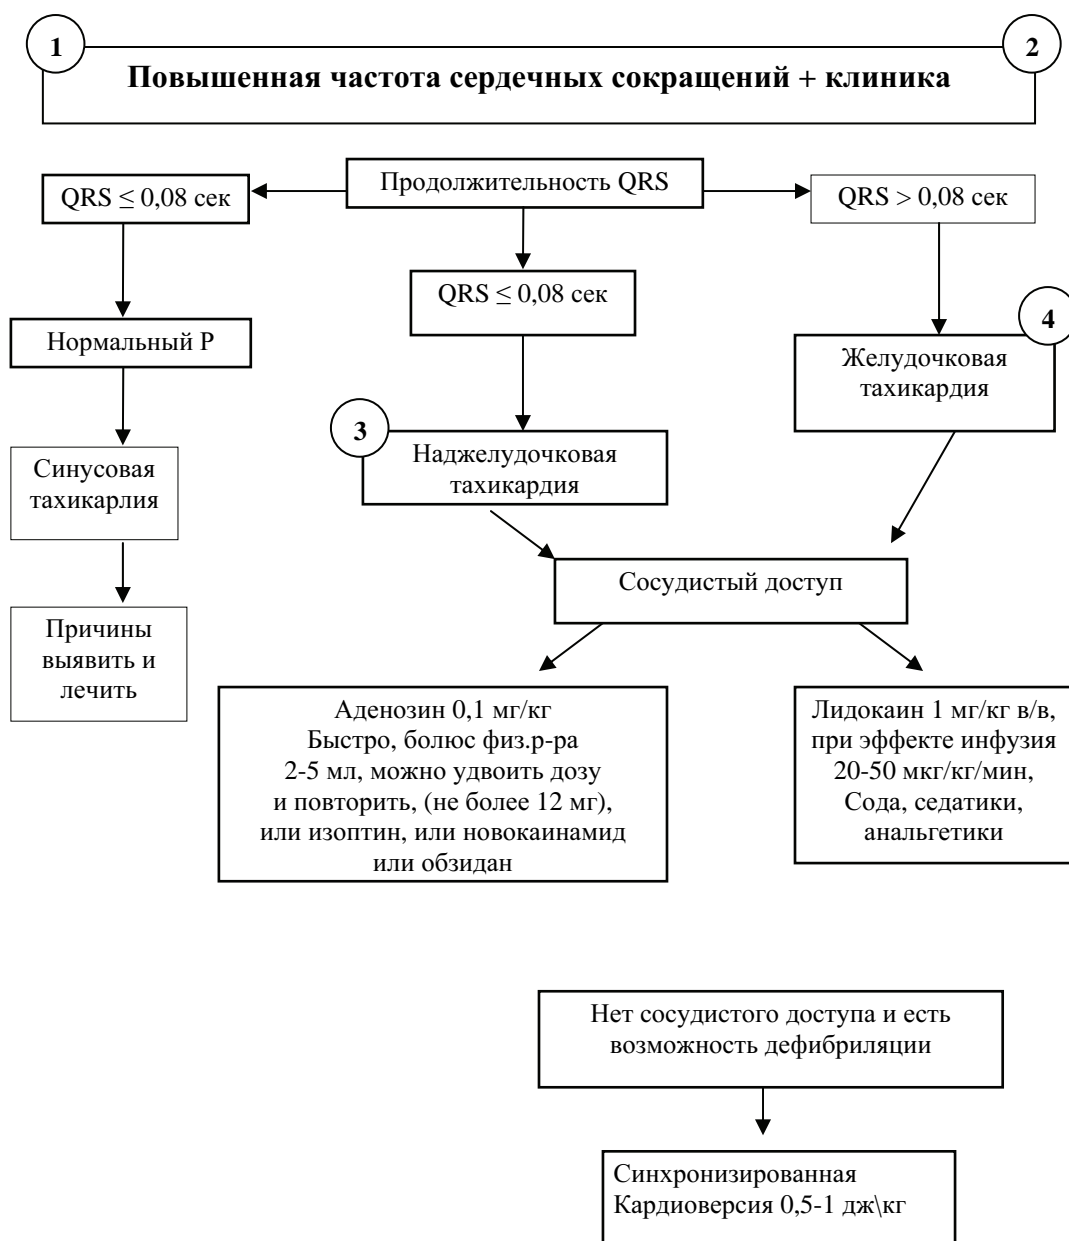 1
2
Повышенная частота сердечных сокращений + клиника
QRS ≤ 0,08 сек
Продолжительность QRS
QRS > 0,08 сек
QRS ≤ 0,08 сек
Нормальный P
4
Желудочковая
тахикардия
3
Наджелудочковая
тахикардия
Синусовая
тахикарлия
Сосудистый доступ
Причины
выявить и
лечить
Аденозин 0,1 мг/кг
Быстро, болюс физ.р-ра
2-5 мл, можно удвоить дозу
и повторить, (не более 12 мг),
или изоптин, или новокаинамид
или обзидан
Лидокаин 1 мг/кг в/в,
при эффекте инфузия
20-50 мкг/кг/мин,
Сода, седатики,
анальгетики
Нет сосудистого доступа и есть
возможность дефибриляции
Синхронизированная
Кардиоверсия 0,5-1 дж\кг